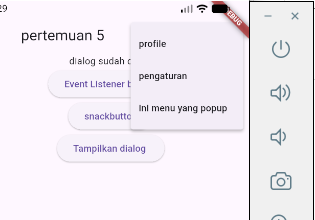 29
DEBUG
pertemuan 5
profile
dialog sudah d
pengaturan
Event Listener b
ini menu yang popup
snackbutto
Tampilkan dialog